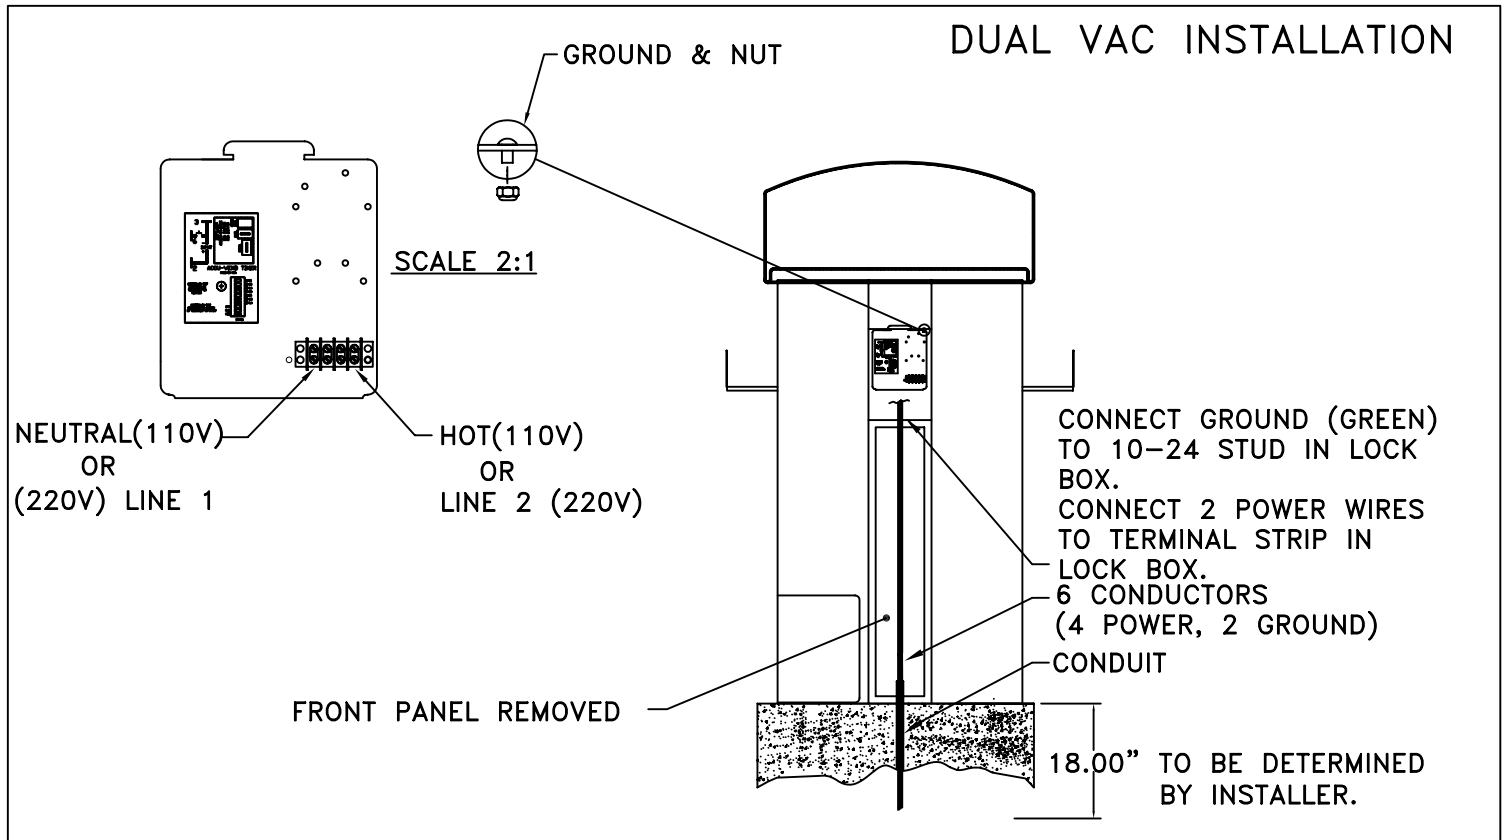 DUAL VAC INSTALLATION
GROUND & NUT
SCALE 2:1
ACCU-VEND TIMER
NEUTRAL(110V)
OR
(220V) LINE 1
HOT(110V)
OR
LINE 2 (220V)
CONNECT GROUND (GREEN)
TO 10-24 STUD IN LOCK
BOX.
CONNECT 2 POWER WIRES
TO TERMINAL STRIP IN
LOCK BOX.
6 CONDUCTORS
(4 POWER, 2 GROUND)
CONDUIT
FRONT PANEL REMOVED
18.00" TO BE DETERMINED
BY INSTALLER.